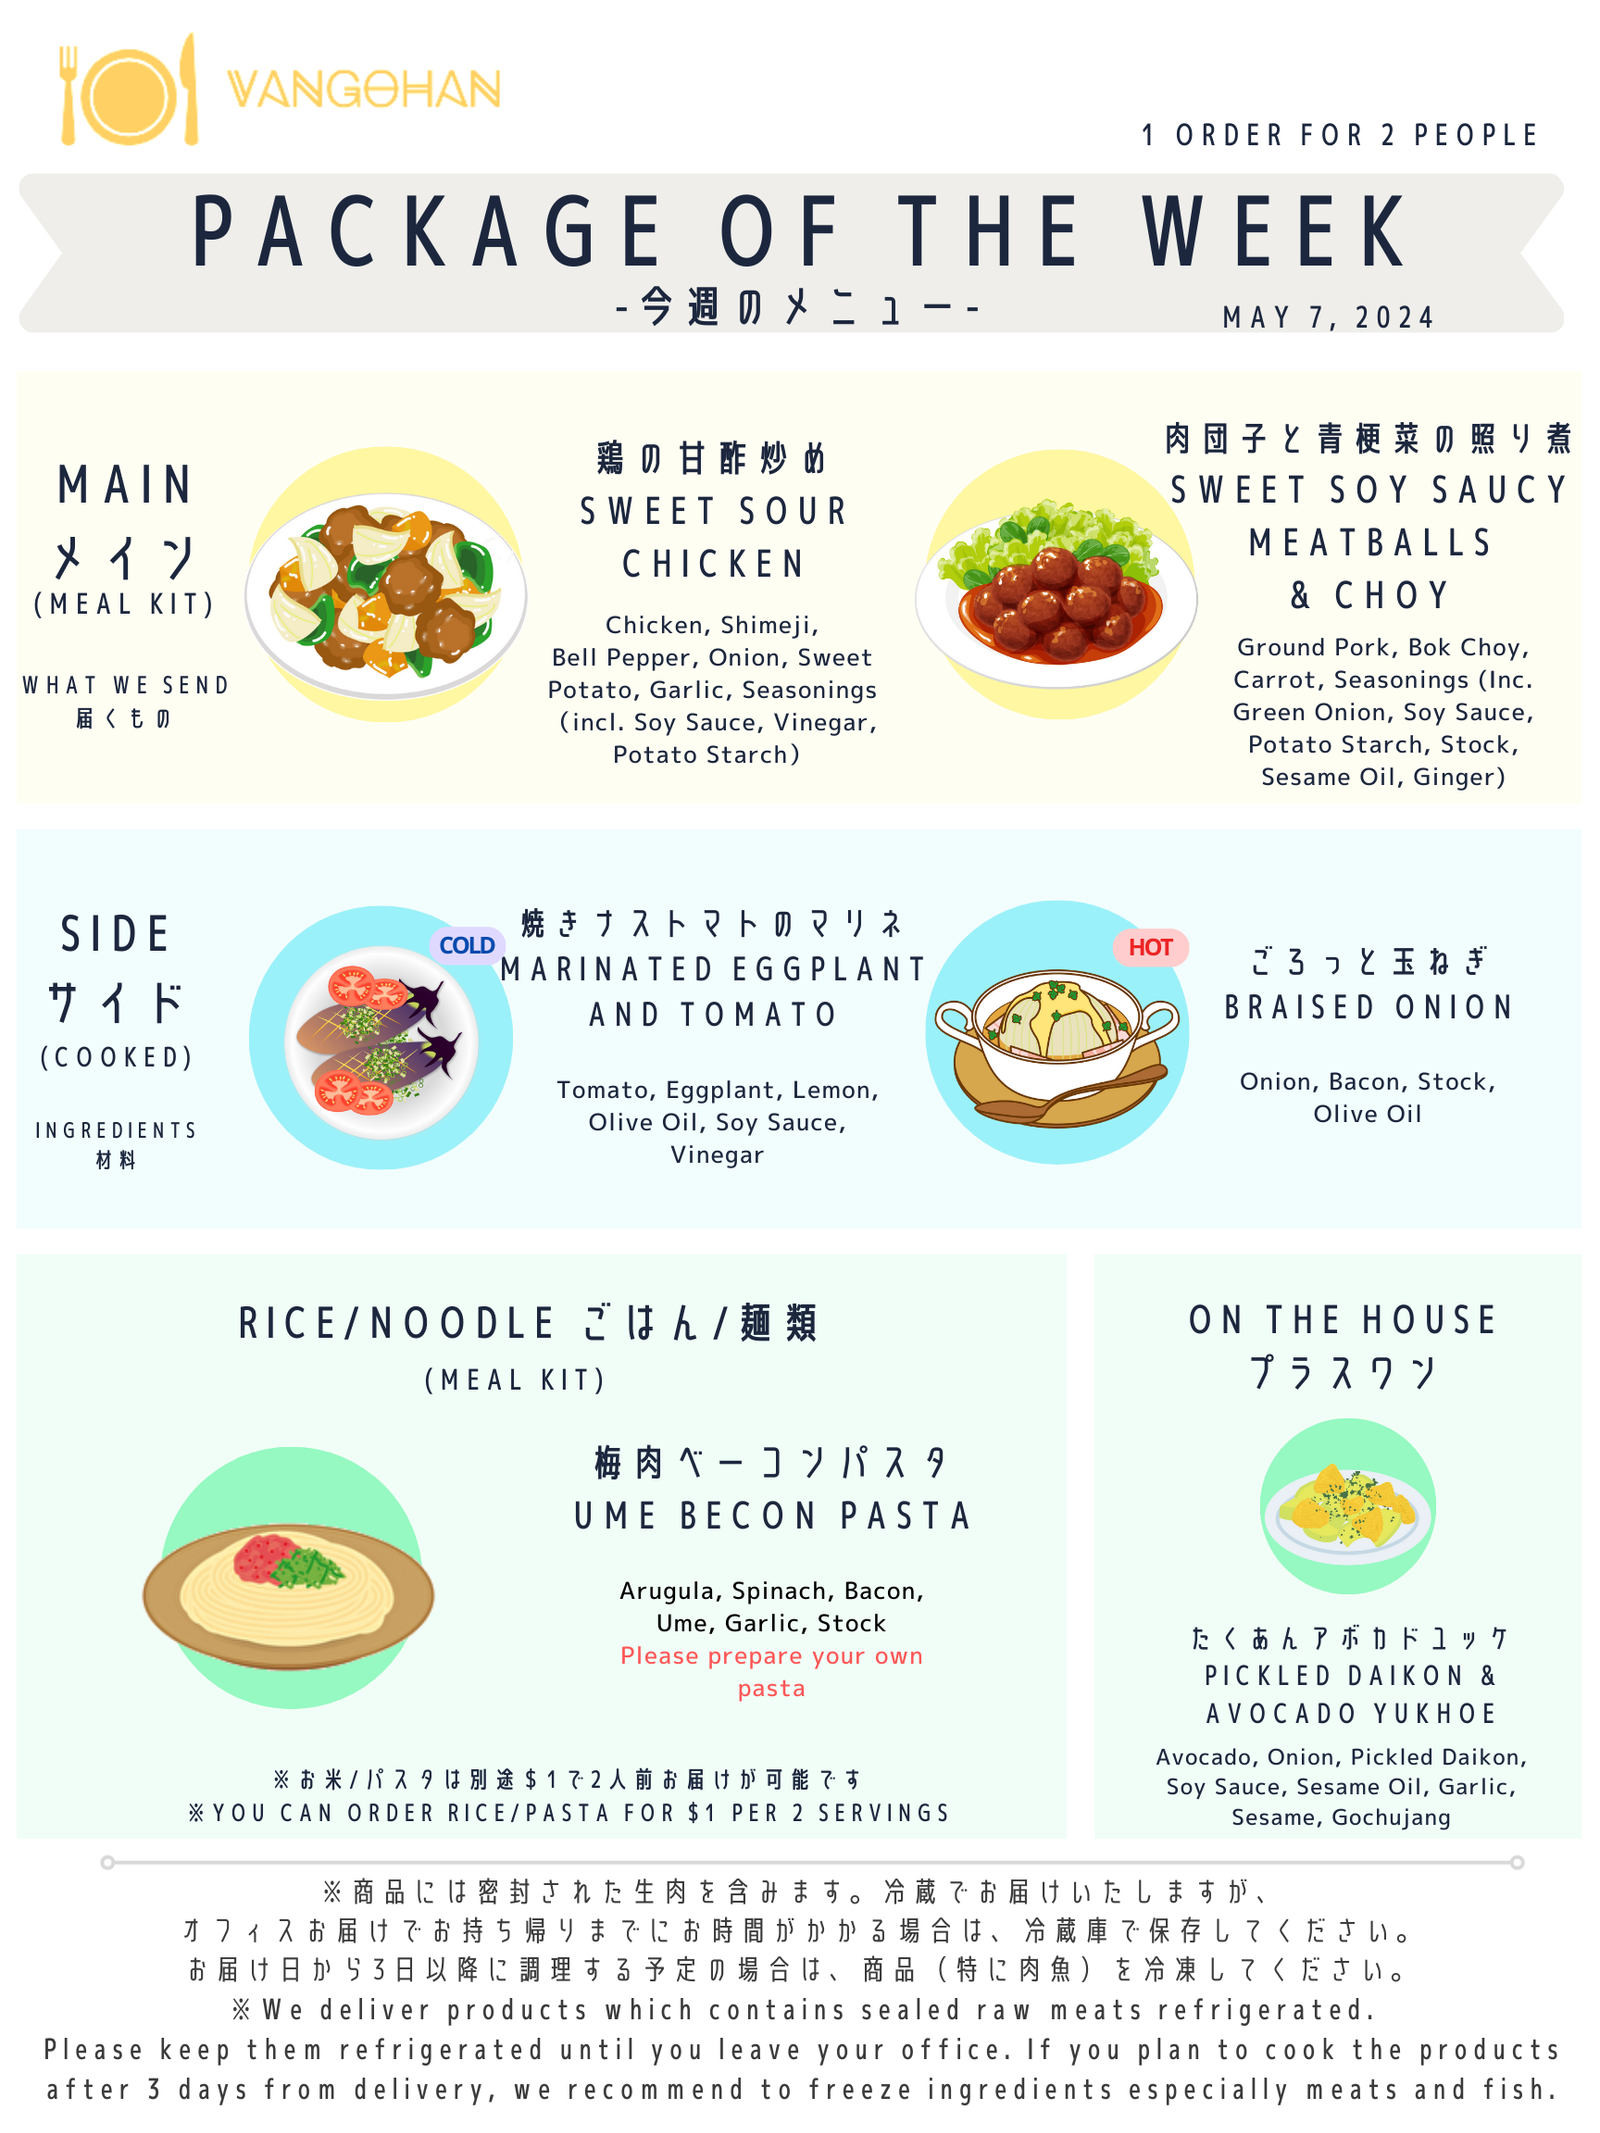 VANGOHAN
1 ORDER FOR 2 PEOPLE
PACKAGE OF THE WEEK
-今週のメニュー-
MAY 7, 2024
MAIN
メイン
(MEAL KIT)
WHAT WE SEND
届くもの
鶏の甘酢炒め
SWEET SOUR
CHICKEN
Chicken, Shimeji,
Bell Pepper, Onion, Sweet
Potato, Garlic, Seasonings
(incl. Soy Sauce, Vinegar,
Potato Starch)
肉団子と青梗菜の照り煮
SWEET SOY SAUCY
MEATBALLS
& CHOY
Ground Pork, Bok Choy,
Carrot, Seasonings (Inc.
Green Onion, Soy Sauce,
Potato Starch, Stock,
Sesame Oil, Ginger)
SIDE
サイド
(COOKED)
INGREDIENTS
材料
COLD
焼きナストマトのマリネ
MARINATED EGGPLANT
AND TOMATO
Tomato, Eggplant, Lemon,
Olive Oil, Soy Sauce,
Vinegar
HOT
ごろっと玉ねぎ
BRAISED ONION
Onion, Bacon, Stock,
Olive Oil
RICE/NOODLE ごはん/麺類
(MEAL KIT)
梅肉ベーコンパスタ
UME BECON PASTA
Arugula, Spinach, Bacon,
Ume, Garlic, Stock
Please prepare your own
pasta
※お米/パスタは別途$1で2人前お届けが可能です
※YOU CAN ORDER RICE/PASTA FOR $1 PER 2 SERVINGS
ON THE HOUSE
プラスワン
たくあんアボカドユッケ
PICKLED DAIKON &
AVOCADO YUKHOE
Avocado, Onion, Pickled Daikon,
Soy Sauce, Sesame Oil, Garlic,
Sesame, Gochujang
※商品には密封された生肉を含みます。冷蔵でお届けいたしますが、
オフィスお届けでお持ち帰りまでにお時間がかかる場合は、冷蔵庫で保存してください。
お届け日から3日以降に調理する予定の場合は、商品（特に肉魚）を冷凍してください。
※We deliver products which contains sealed raw meats refrigerated.
Please keep them refrigerated until you leave your office. If you plan to cook the products
after 3 days from delivery, we recommend to freeze ingredients especially meats and fish.